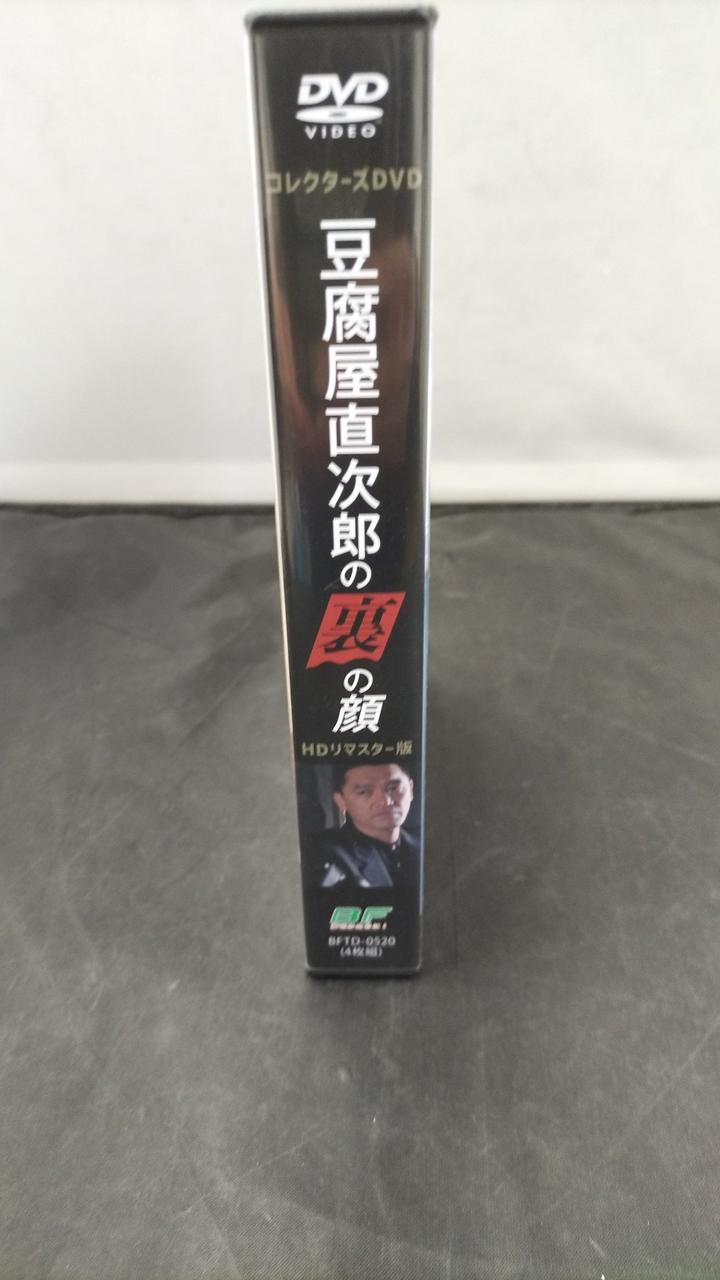 DVD
VIDEO
コレクターズDVD
豆腐屋直次郎の裏の顔
HDリマスター版
BF
BFTD-0520
(4枚組)